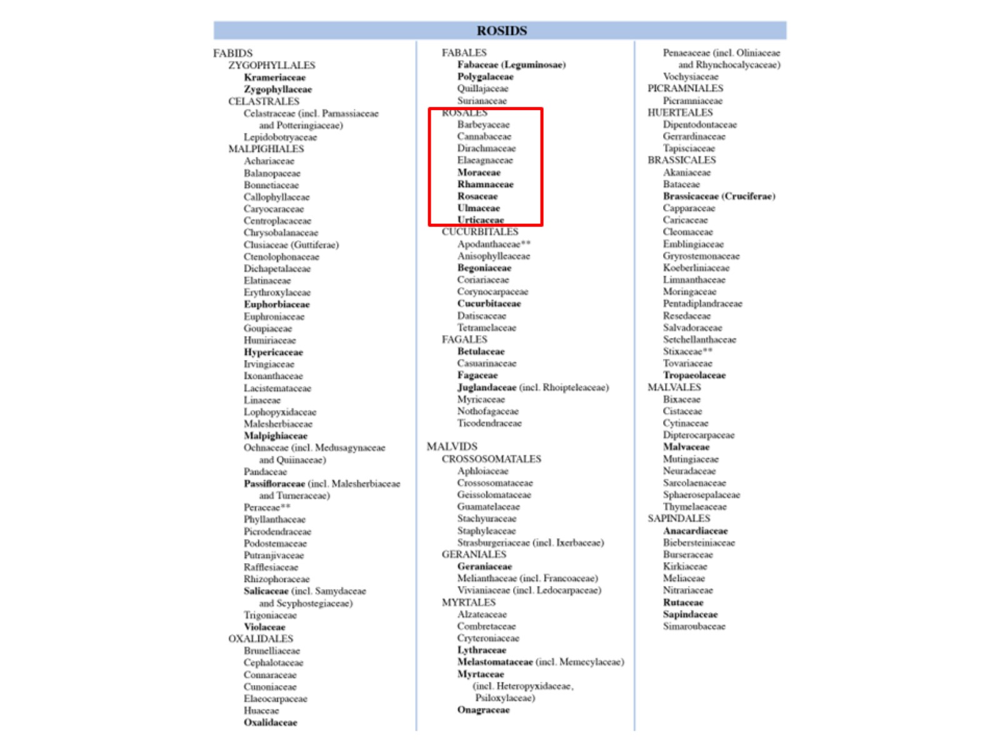 ROSIDS
FABIDS
ZYGOPHYLLALES
Krameriaceae
Zygophyllaceae
CELASTRALES
Celastraceae (incl. Parnassiaceae
and Pottingeriaceae)
Lepidobotryaceae
MALPIGHIALES
Achariaceae
Balanopaceae
Bonnetiaceae
Callophyllaceae
Caryocaraceae
Centroplacaceae
Chrysobalanaceae
Clusiaceae (Guttiferae)
Ctenolophonaceae
Dichapetalaceae
Elatinaceae
Erythroxylaceae
Euphorbiaceae
Euphroniaceae
Goupiaceae
Humiriaceae
Hypericaceae
Irvingiaceae
Ixonanthaceae
Lacistemataceae
Linaceae
Lophopyxidaceae
Malesherbiaceae
Malpighiaceae
Ochnaceae (incl. Medusagynaceae
and Quiinaceae)
Pandaceae
Passifloraceae (incl. Malesherbiaceae
and Turneraceae)
Peraceae**
Phyllanthaceae
Picrodendraceae
Podostemaceae
Putranjivaceae
Rafflesiaceae
Rhizophoraceae
Salicaceae (incl. Samydaceae
and Scyphostegiaceae)
Trigoniaceae
Violaceae
OXALIDALES
Brunelliaceae
Cephalotaceae
Connaraceae
Cunoniaceae
Elaeocarpaceae
Huaceae
Oxalidaceae
FABALES
Fabaceae (Leguminosae)
Polygalaceae
Quillajaceae
Surianaceae
ROSALES
Barbeyaceae
Cannabaceae
Dirachmaceae
Elaeagnaceae
Moraceae
Rhamnaceae
Rosaceae
Ulmaceae
Urticaceae
CUCURBITALES
Apodanthaceae**
Anisophylleaceae
Begoniaceae
Coriariaceae
Corynocarpaceae
Cucurbitaceae
Datiscaceae
Tetramelaceae
FAGALES
Betulaceae
Casuarinaceae
Fagaceae
Juglandaceae (incl. Rhoipteleaceae)
Myricaceae
Nothofagaceae
Ticodendraceae
MALVIDS
CROSSOSOMATALES
Aphloiaceae
Crossosomataceae
Geissolomataceae
Guamatelaceae
Stachyuraceae
Staphyleaceae
Strasburgeriaceae (incl. Ixerbaceae)
GERANIALES
Geraniaceae
Melianthaceae (incl. Francoaceae)
Vivianiaceae (incl. Ledocarpaceae)
MYRTALES
Alzateaceae
Combretaceae
Cryteroniaceae
Lythraceae
Melastomataceae (incl. Memecylaceae)
Myrtaceae
(incl. Heteropyxidaceae,
Psiloxylaceae)
Onagraceae
Penaeaceae (incl. Oliniaceae
and Rhynchocalycaceae)
Vochysiaceae
PICRAMNIALES
Picramniaceae
HUERTEALES
Dipentodontaceae
Gerrardinaceae
Tapisciaceae
BRASSICALES
Akaniaceae
Bataceae
Brassicaceae (Cruciferae)
Capparaceae
Caricaceae
Cleomaceae
Emblingiaceae
Gryrostemonaceae
Koeberliniaceae
Limnanthaceae
Moringaceae
Pentadiplandraceae
Resedaceae
Salvadoraceae
Setchellanthaceae
Stixaceae**
Tovariaceae
Tropaeolaceae
MALVALES
Bixaceae
Cistaceae
Cytinaceae
Dipterocarpaceae
Malvaceae
Mutingiaceae
Neuradaceae
Sarcolaenaceae
Sphaerosepalaceae
Thymelaeaceae
SAPINDALES
Anacardiaceae
Biebersteiniaceae
Burseraceae
Kirkiaceae
Meliaceae
Nitrariaceae
Rutaceae
Sapindaceae
Simaroubaceae